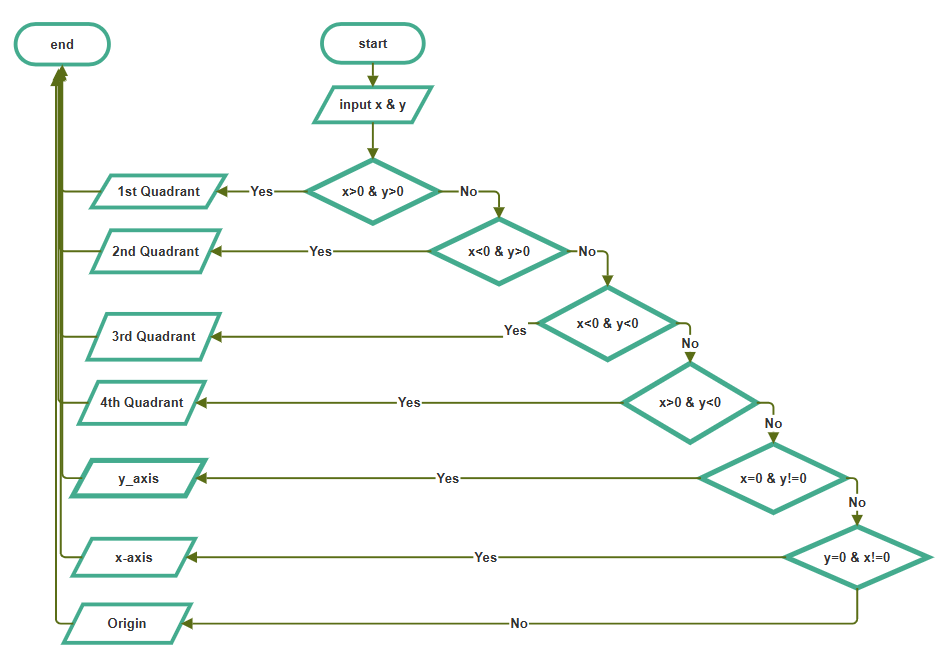 end
start
input x & y
1st Quadrant
Yes
x>0 & y>0
No
2nd Quadrant
Yes
x<0 & y>0
No
3rd Quadrant
Yes
x<0 & y<0
No
4th Quadrant
Yes
x>0 & y<0
No
y_axis
Yes
x=0 & y!=0
No
x-axis
Yes
y=0 & x!=0
Origin
No